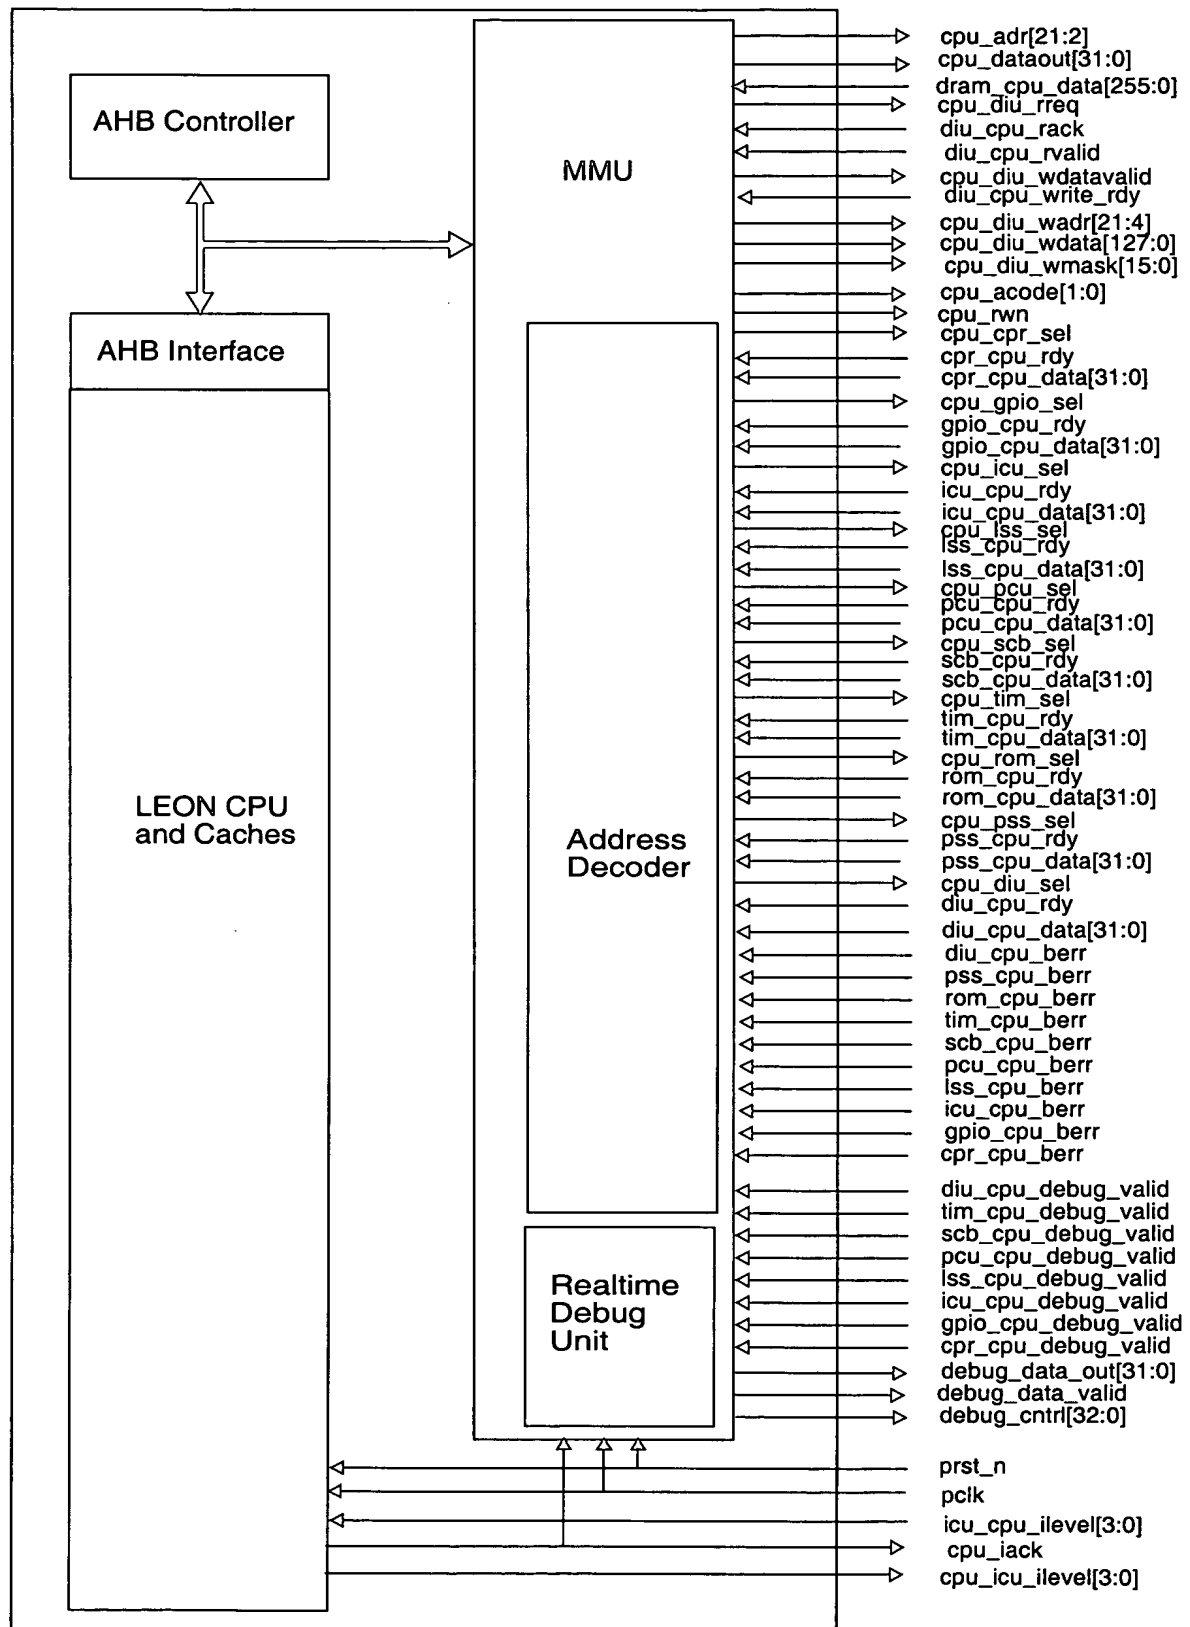 AHB Controller
AHB Interface
LEON CPU
and Caches
MMU
Address
Decoder
Realtime
Debug
Unit
cpu_adr[21:2]
cpu_dataout[31:0]
dram_cpu_data[255:0]
cpu_diu_rreq
diu_cpu_rack
diu_cpu_rvalid
cpu_diu_wdatavalid
diu_cpu_write_rdy
cpu_diu_wadr[21:4]
cpu_diu_wdata[127:0]
cpu_diu_wmask[15:0]
cpu_acode[1:0]
cpu_rwn
cpu_cpr_sel
cpr_cpu_rdy
cpr_cpu_data[31:0]
cpu_gpio_sel
gpio_cpu_rdy
gpio_cpu_data[31:0]
cpu_icu_sel
icu_cpu_rdy
icu_cpu_data[31:0]
cpu_lss_sel
lss_cpu_rdy
lss_cpu_data[31:0]
cpu_pcu_sel
pcu_cpu_rdy
pcu_cpu_data[31:0]
cpu_scb_sel
scb_cpu_rdy
scb_cpu_data[31:0]
cpu_tim_sel
tim_cpu_rdy
tim_cpu_data[31:0]
cpu_rom_sel
rom_cpu_rdy
rom_cpu_data[31:0]
cpu_pss_sel
pss_cpu_rdy
pss_cpu_data[31:0]
cpu_diu_sel
diu_cpu_rdy
diu_cpu_data[31:0]
diu_cpu_berr
pss_cpu_berr
rom_cpu_berr
tim_cpu_berr
scb_cpu_berr
pcu_cpu_berr
lss_cpu_berr
icu_cpu_berr
gpio_cpu_berr
cpr_cpu_berr
diu_cpu_debug_valid
tim_cpu_debug_valid
scb_cpu_debug_valid
pcu_cpu_debug_valid
lss_cpu_debug_valid
icu_cpu_debug_valid
gpio_cpu_debug_valid
cpr_cpu_debug_valid
debug_data_out[31:0]
debug_data_valid
debug_cntrl[32:0]
prst_n
pclk
icu_cpu_ilevel[3:0]
cpu_iack
cpu_icu_ilevel[3:0]